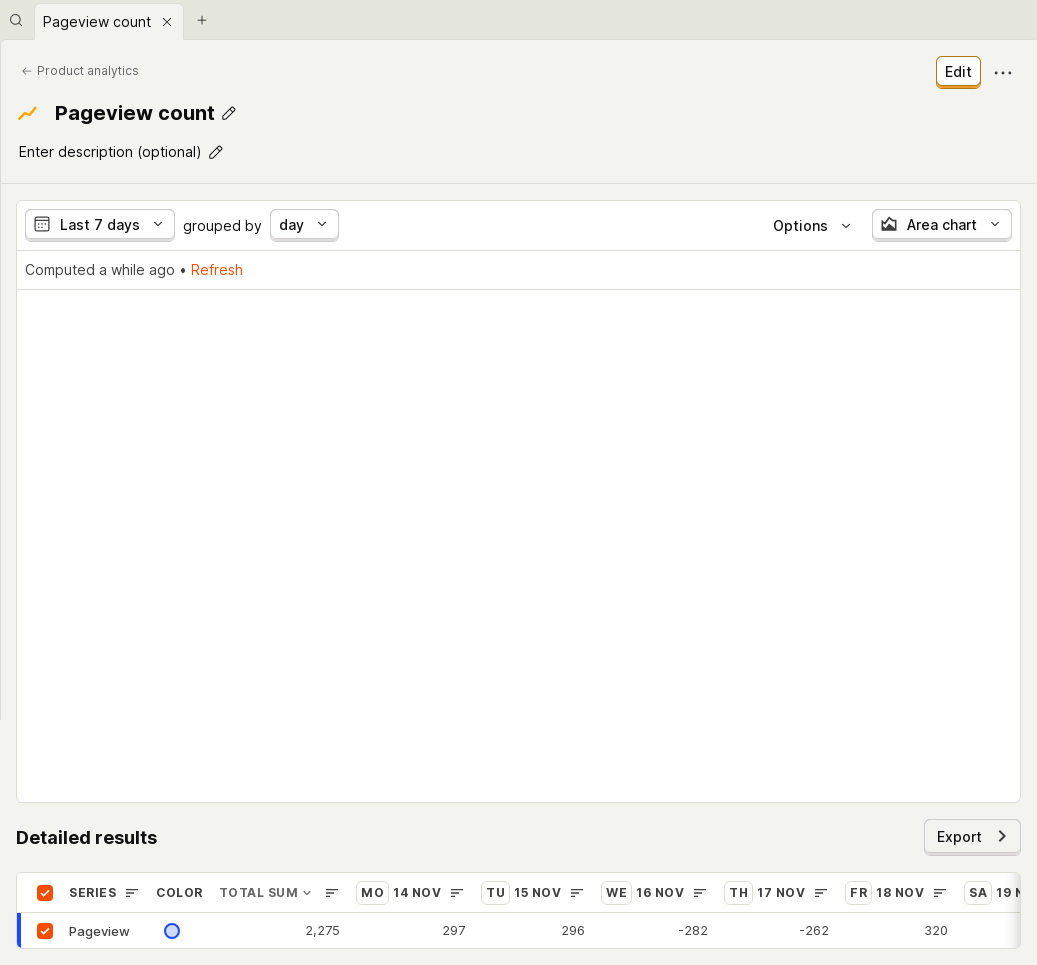 Pageview count
Product analytics
Edit
Pageview count
Enter description (optional)
Last 7 days grouped by day Options Area chart
Computed a while ago • Refresh
Detailed results
Export
SERIES COLOR TOTAL SUM MO 14 NOV TU 15 NOV WE 16 NOV TH 17 NOV FR 18 NOV SA 19
Pageview 2,275 297 296 -282 -262 320